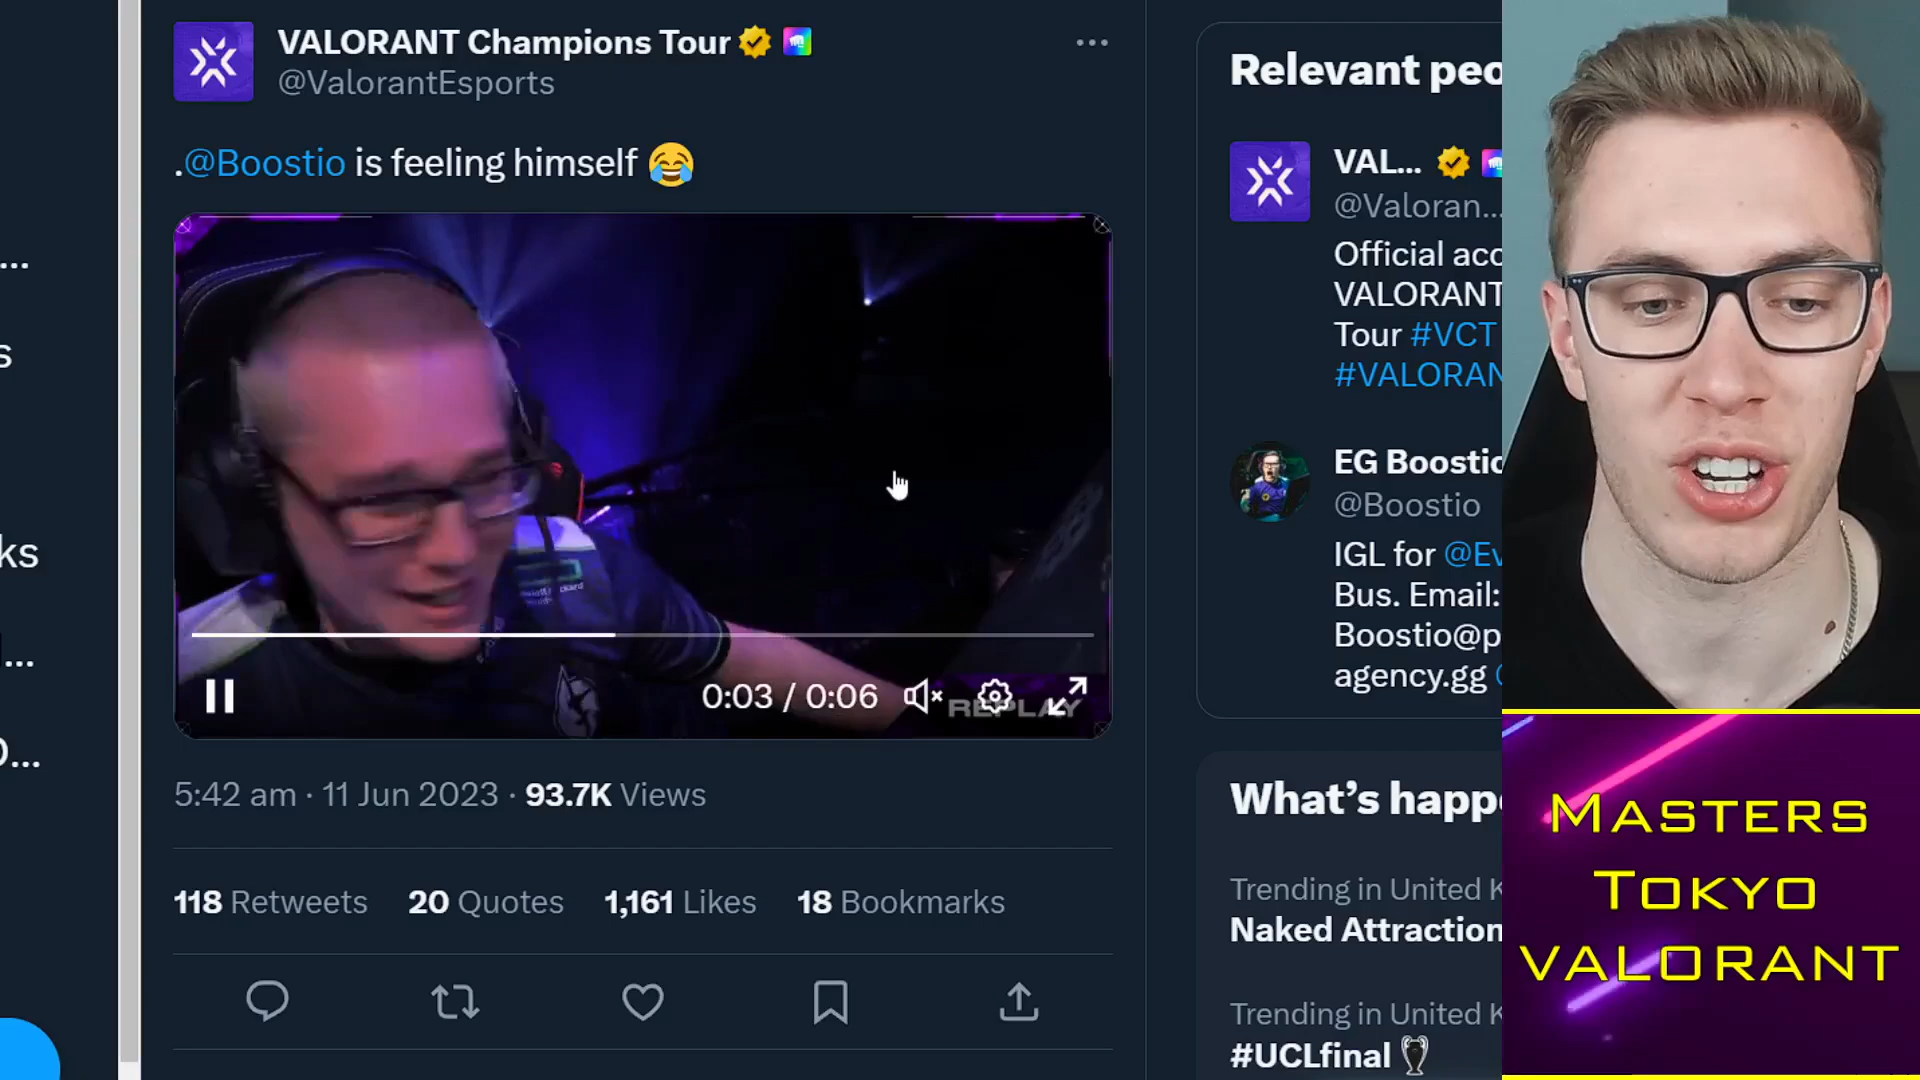 VALORANT Champions Tour
@ValorantEsports
.@Boostio is feeling himself 😂
0:03 / 0:06
REPLAY
5:42 am · 11 Jun 2023 · 93.7K Views
118 Retweets 20 Quotes 1,161 Likes 18 Bookmarks
...
s
ks
...
...
Relevant peo
VAL...
@Valoran...
Official acc
VALORANT
Tour #VCT
#VALORAN
EG Boostio
@Boostio
IGL for @Ev
Bus. Email:
Boostio@p
agency.gg
What's happ
Trending in United K
Naked Attraction
Trending in United K
#UCLfinal
MASTERS
TOKYO
VALORANT